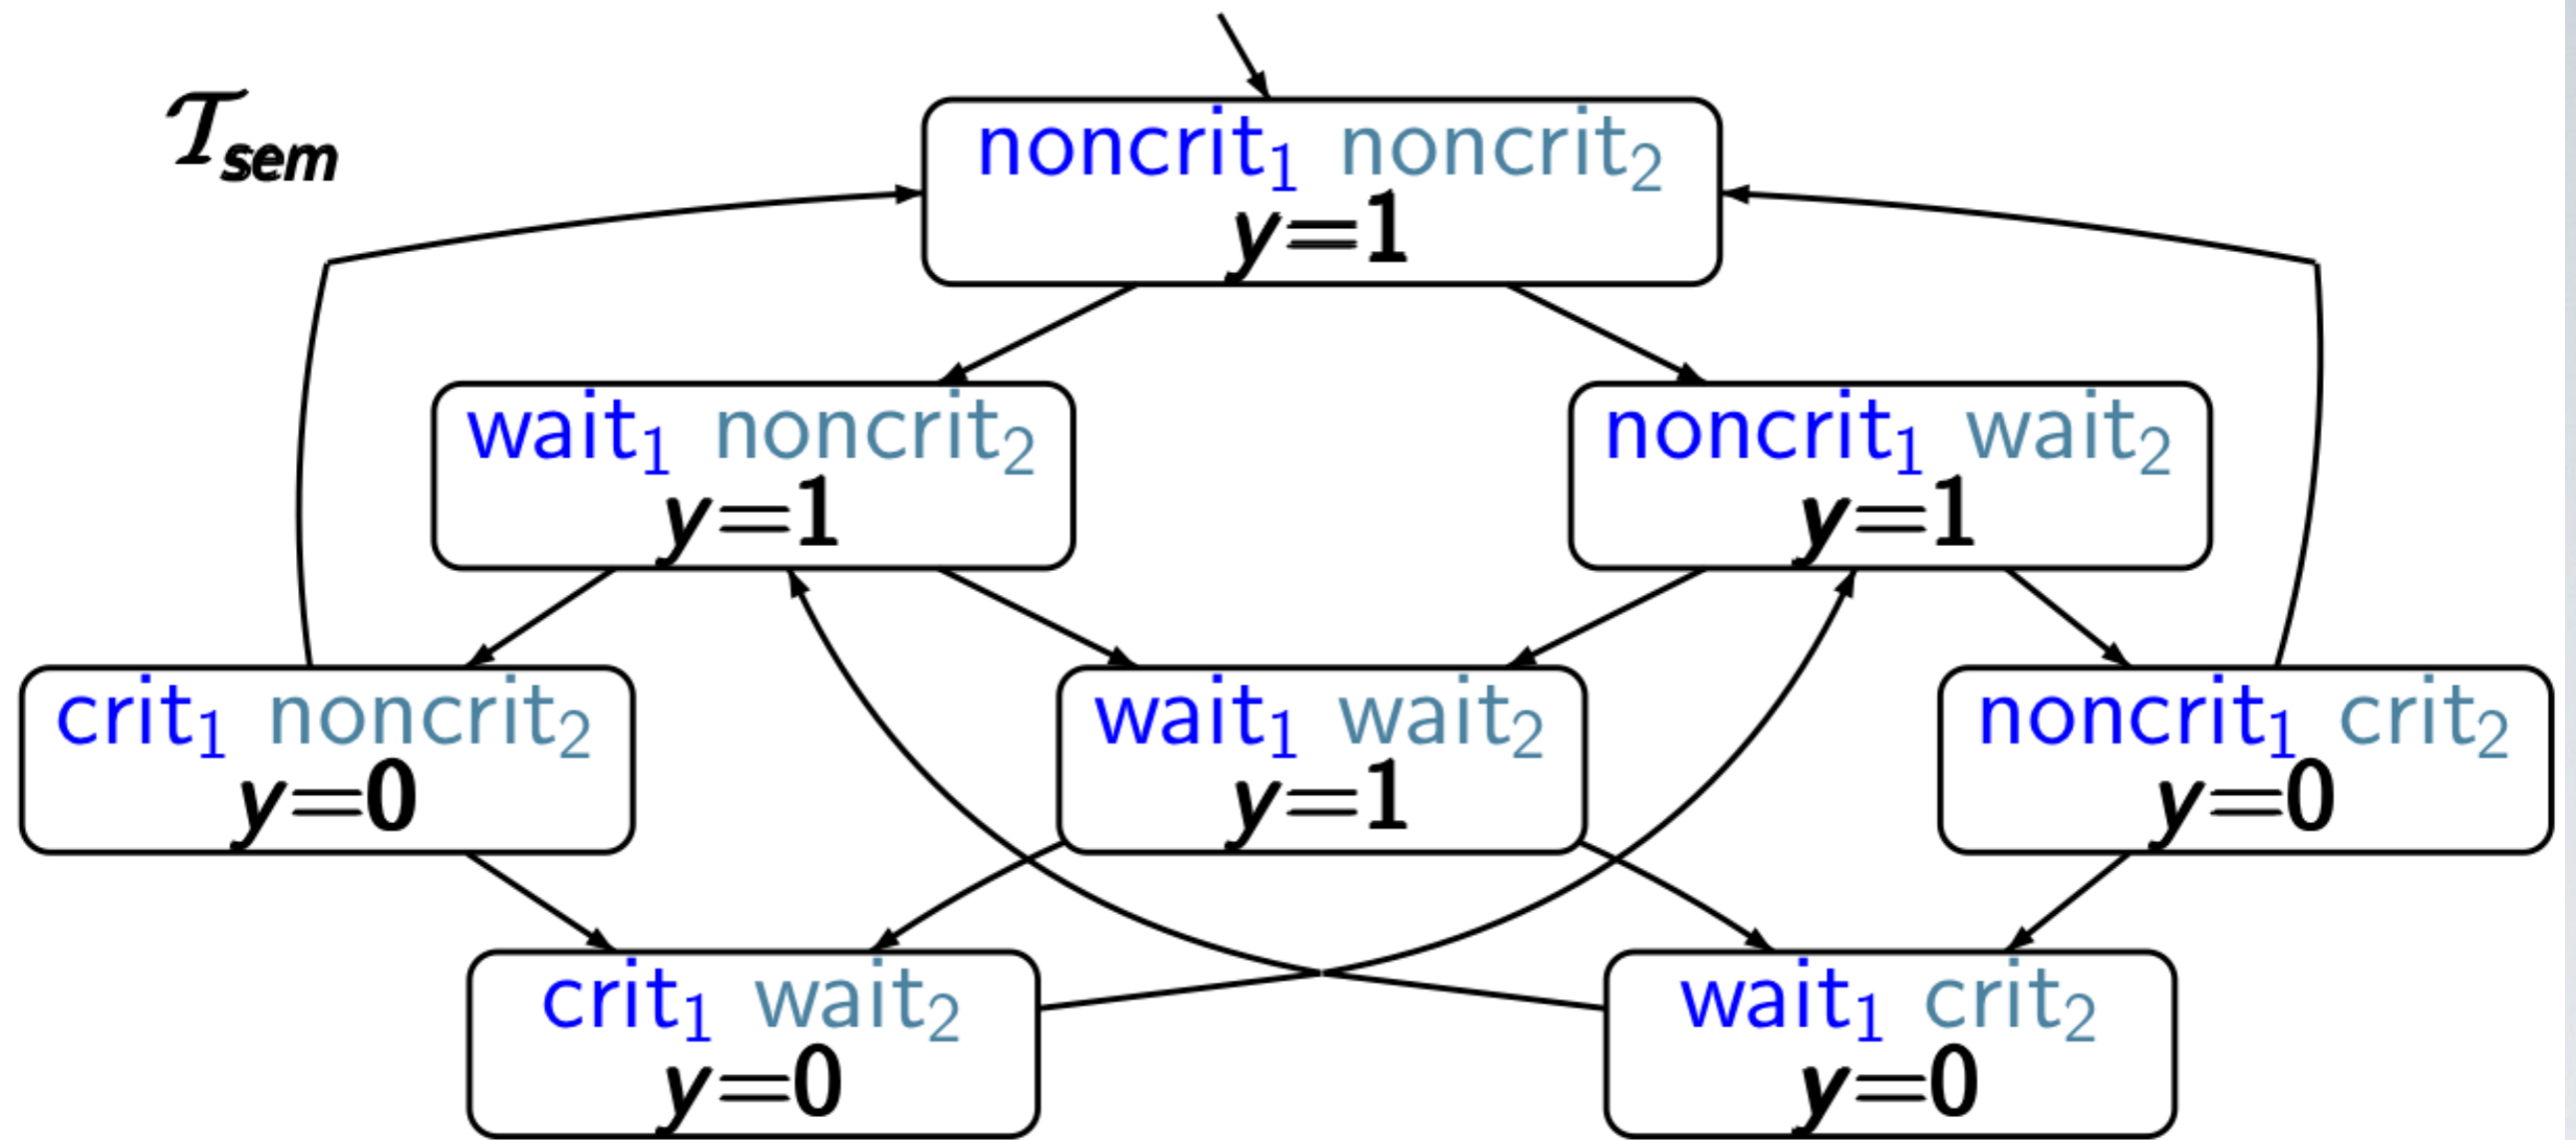 𝒯sem
noncrit₁ noncrit₂
y=1
wait₁ noncrit₂
y=1
noncrit₁ wait₂
y=1
crit₁ noncrit₂
y=0
wait₁ wait₂
y=1
noncrit₁ crit₂
y=0
crit₁ wait₂
y=0
wait₁ crit₂
y=0